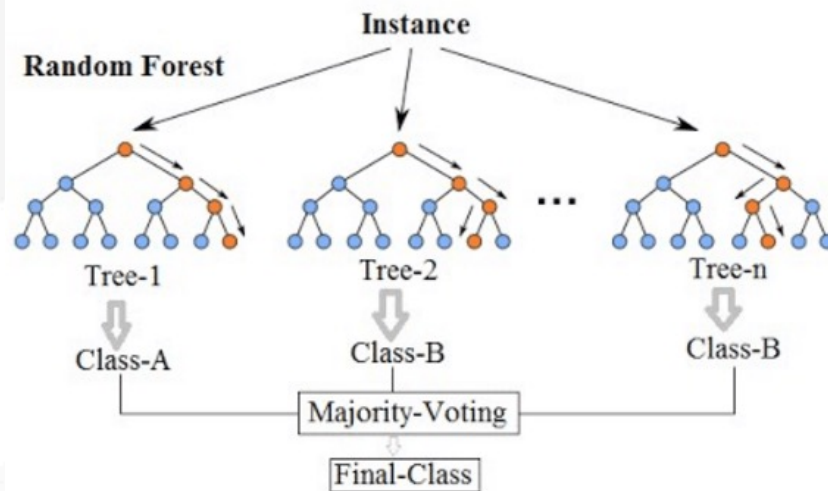 Instance
Random Forest
...
Tree-1
Tree-2
Tree-n
Class-A
Class-B
Class-B
Majority-Voting
Final-Class